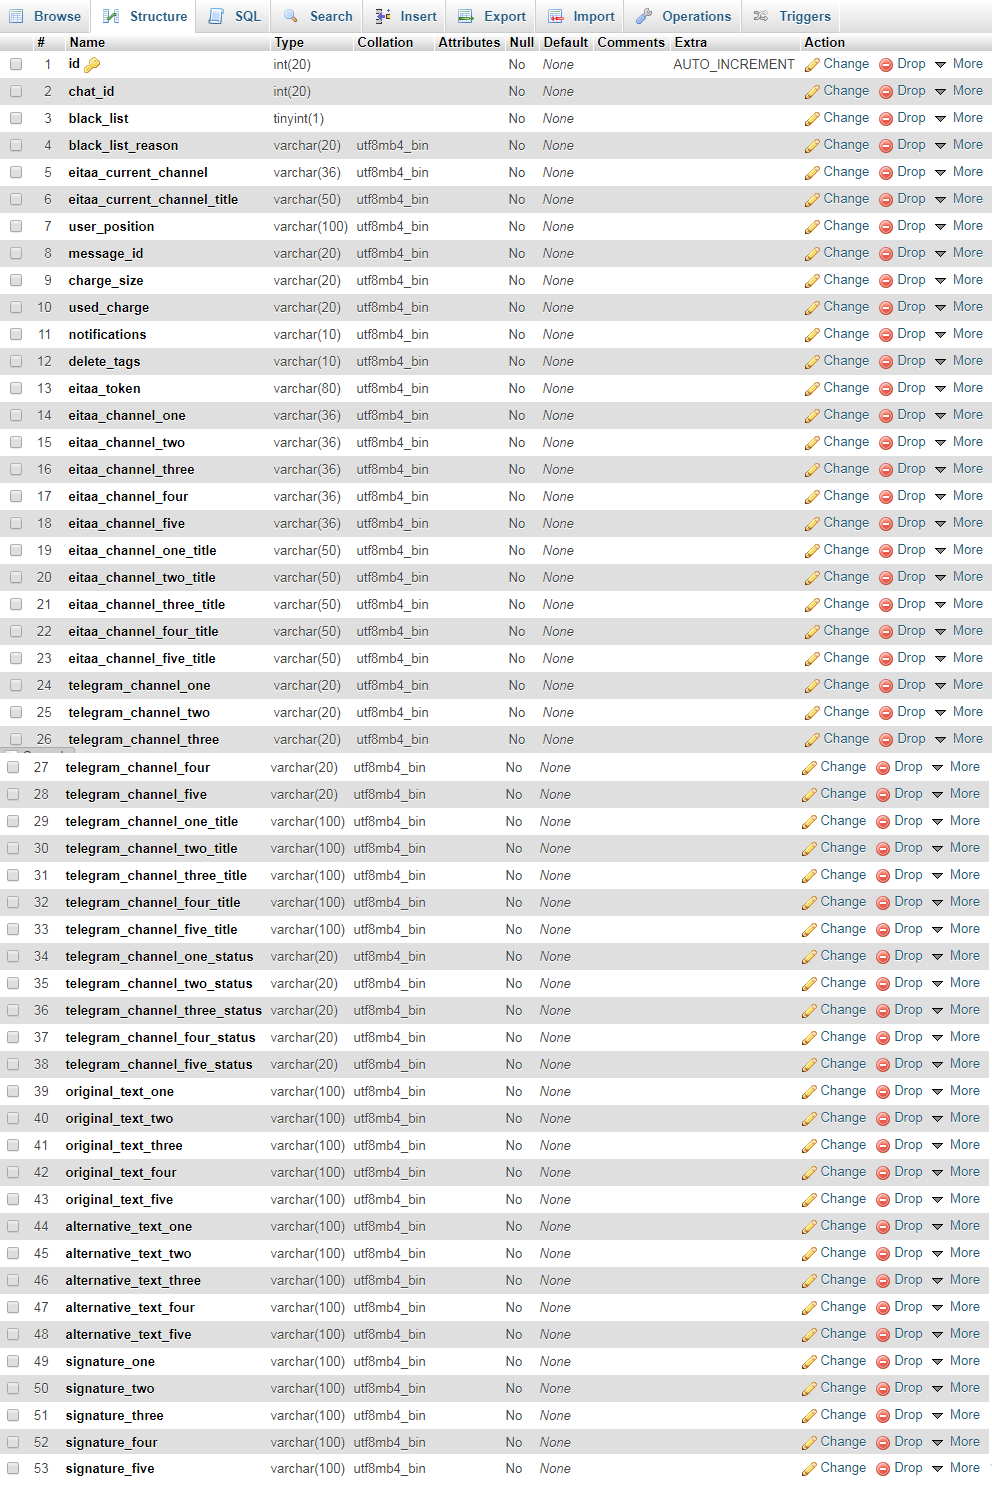 Browse Structure SQL Search Insert Export Import Operations Triggers
# Name Type Collation Attributes Null Default Comments Extra Action
1 id int(20) No None AUTO_INCREMENT Change Drop More
2 chat_id int(20) No None Change Drop More
3 black_list tinyint(1) No None Change Drop More
4 black_list_reason varchar(20) utf8mb4_bin No None Change Drop More
5 eitaa_current_channel varchar(36) utf8mb4_bin No None Change Drop More
6 eitaa_current_channel_title varchar(50) utf8mb4_bin No None Change Drop More
7 user_position varchar(100) utf8mb4_bin No None Change Drop More
8 message_id varchar(20) utf8mb4_bin No None Change Drop More
9 charge_size varchar(20) utf8mb4_bin No None Change Drop More
10 used_charge varchar(20) utf8mb4_bin No None Change Drop More
11 notifications varchar(10) utf8mb4_bin No None Change Drop More
12 delete_tags varchar(10) utf8mb4_bin No None Change Drop More
13 eitaa_token varchar(80) utf8mb4_bin No None Change Drop More
14 eitaa_channel_one varchar(36) utf8mb4_bin No None Change Drop More
15 eitaa_channel_two varchar(36) utf8mb4_bin No None Change Drop More
16 eitaa_channel_three varchar(36) utf8mb4_bin No None Change Drop More
17 eitaa_channel_four varchar(36) utf8mb4_bin No None Change Drop More
18 eitaa_channel_five varchar(36) utf8mb4_bin No None Change Drop More
19 eitaa_channel_one_title varchar(50) utf8mb4_bin No None Change Drop More
20 eitaa_channel_two_title varchar(50) utf8mb4_bin No None Change Drop More
21 eitaa_channel_three_title varchar(50) utf8mb4_bin No None Change Drop More
22 eitaa_channel_four_title varchar(50) utf8mb4_bin No None Change Drop More
23 eitaa_channel_five_title varchar(50) utf8mb4_bin No None Change Drop More
24 telegram_channel_one varchar(20) utf8mb4_bin No None Change Drop More
25 telegram_channel_two varchar(20) utf8mb4_bin No None Change Drop More
26 telegram_channel_three varchar(20) utf8mb4_bin No None Change Drop More
27 telegram_channel_four varchar(20) utf8mb4_bin No None Change Drop More
28 telegram_channel_five varchar(20) utf8mb4_bin No None Change Drop More
29 telegram_channel_one_title varchar(100) utf8mb4_bin No None Change Drop More
30 telegram_channel_two_title varchar(100) utf8mb4_bin No None Change Drop More
31 telegram_channel_three_title varchar(100) utf8mb4_bin No None Change Drop More
32 telegram_channel_four_title varchar(100) utf8mb4_bin No None Change Drop More
33 telegram_channel_five_title varchar(100) utf8mb4_bin No None Change Drop More
34 telegram_channel_one_status varchar(20) utf8mb4_bin No None Change Drop More
35 telegram_channel_two_status varchar(20) utf8mb4_bin No None Change Drop More
36 telegram_channel_three_status varchar(20) utf8mb4_bin No None Change Drop More
37 telegram_channel_four_status varchar(20) utf8mb4_bin No None Change Drop More
38 telegram_channel_five_status varchar(20) utf8mb4_bin No None Change Drop More
39 original_text_one varchar(100) utf8mb4_bin No None Change Drop More
40 original_text_two varchar(100) utf8mb4_bin No None Change Drop More
41 original_text_three varchar(100) utf8mb4_bin No None Change Drop More
42 original_text_four varchar(100) utf8mb4_bin No None Change Drop More
43 original_text_five varchar(100) utf8mb4_bin No None Change Drop More
44 alternative_text_one varchar(100) utf8mb4_bin No None Change Drop More
45 alternative_text_two varchar(100) utf8mb4_bin No None Change Drop More
46 alternative_text_three varchar(100) utf8mb4_bin No None Change Drop More
47 alternative_text_four varchar(100) utf8mb4_bin No None Change Drop More
48 alternative_text_five varchar(100) utf8mb4_bin No None Change Drop More
49 signature_one varchar(100) utf8mb4_bin No None Change Drop More
50 signature_two varchar(100) utf8mb4_bin No None Change Drop More
51 signature_three varchar(100) utf8mb4_bin No None Change Drop More
52 signature_four varchar(100) utf8mb4_bin No None Change Drop More
53 signature_five varchar(100) utf8mb4_bin No None Change Drop More